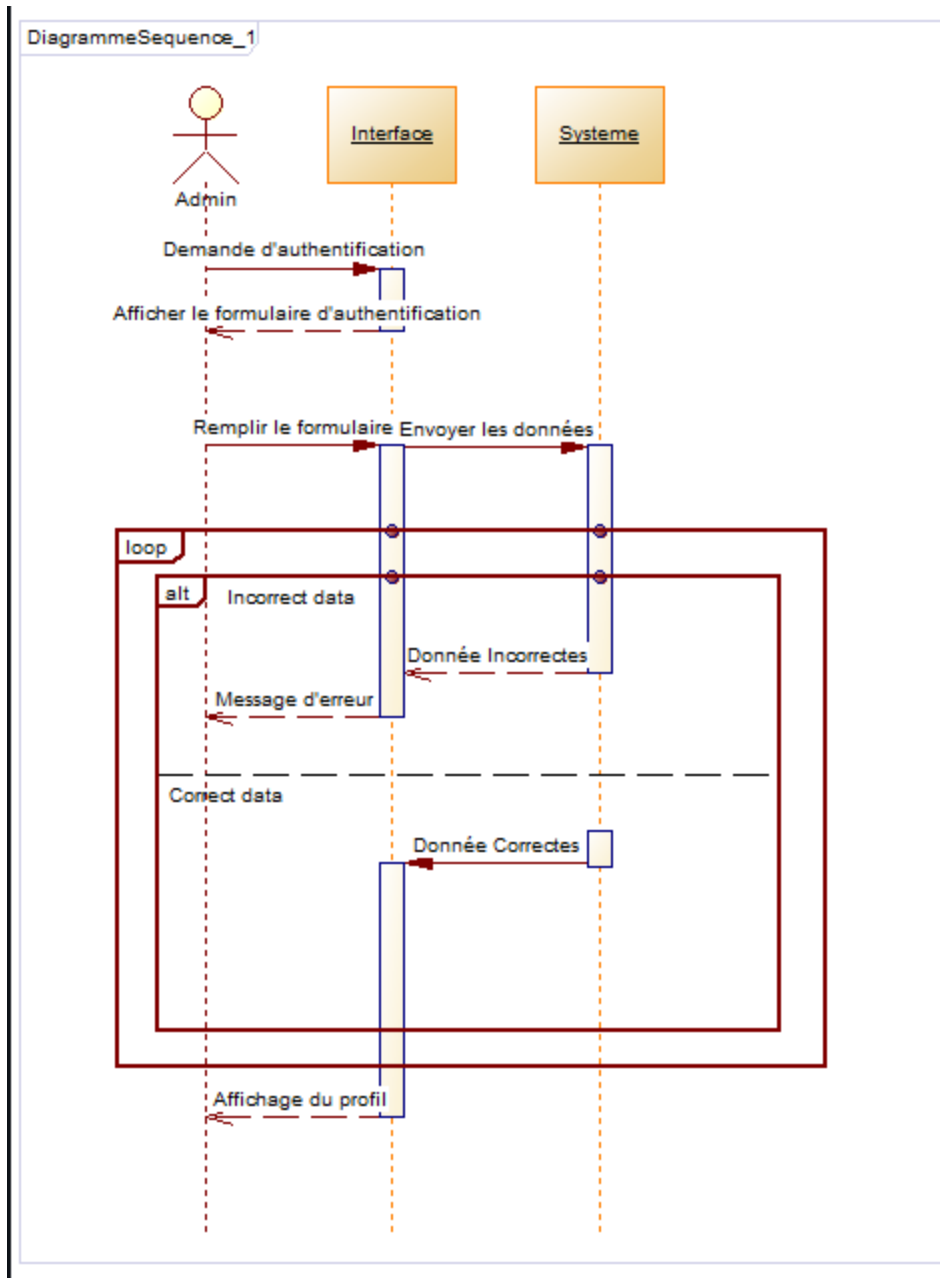 DiagrammeSequence_1
Interface
Systeme
Admin
Demande d'authentification
Afficher le formulaire d'authentification
Remplir le formulaire
Envoyer les données
loop
alt
Incorrect data
Donnée Incorrectes
Message d'erreur
Correct data
Donnée Correctes
Affichage du profil